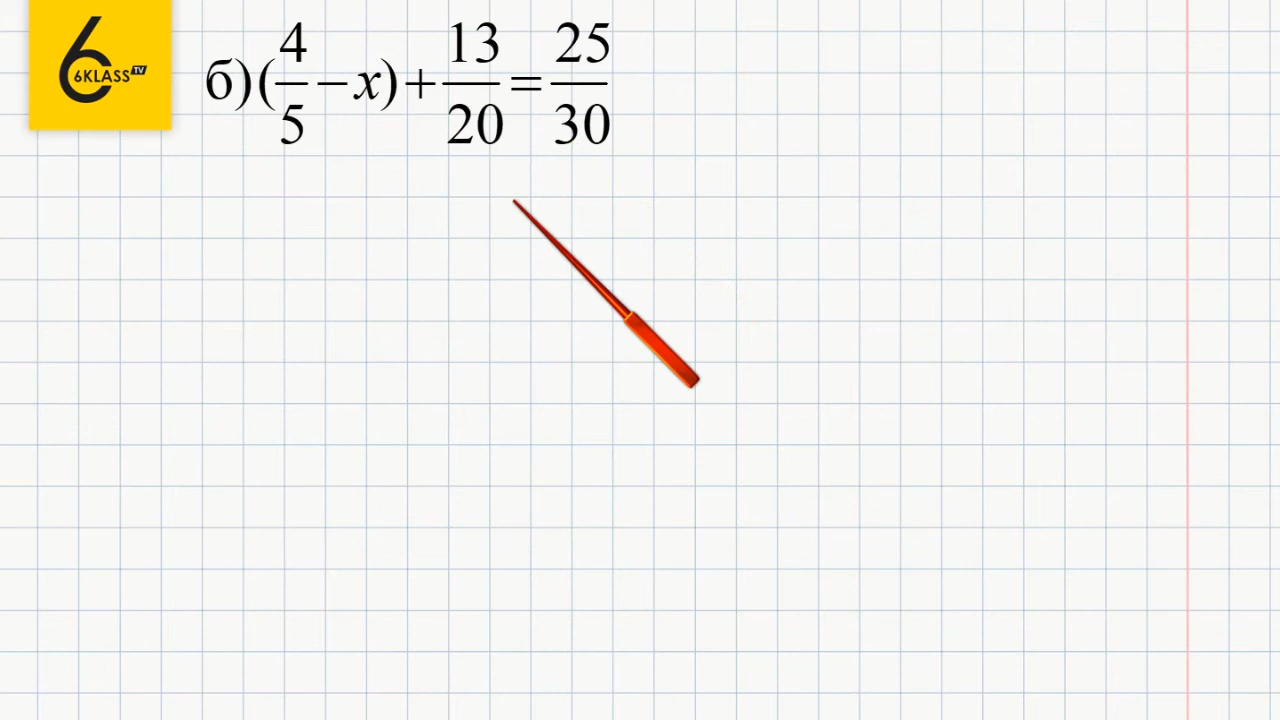 6KLASS TV
б) (4/5 − x) + 13/20 = 25/30